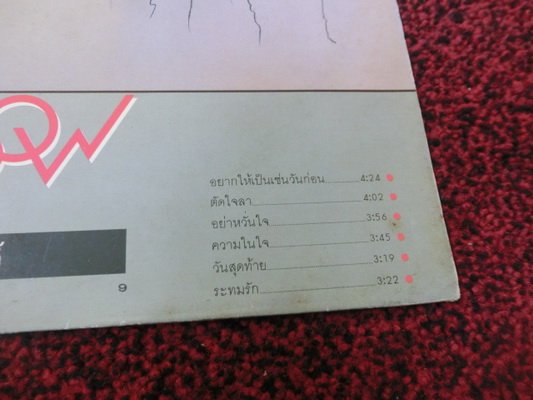 อยากให้เป็นเช่นวันก่อน 4:24
ตัดใจลา 4:02
อย่าหวั่นใจ 3:56
ความในใจ 3:45
วันสุดท้าย 3:19
ระทมรัก 3:22
9